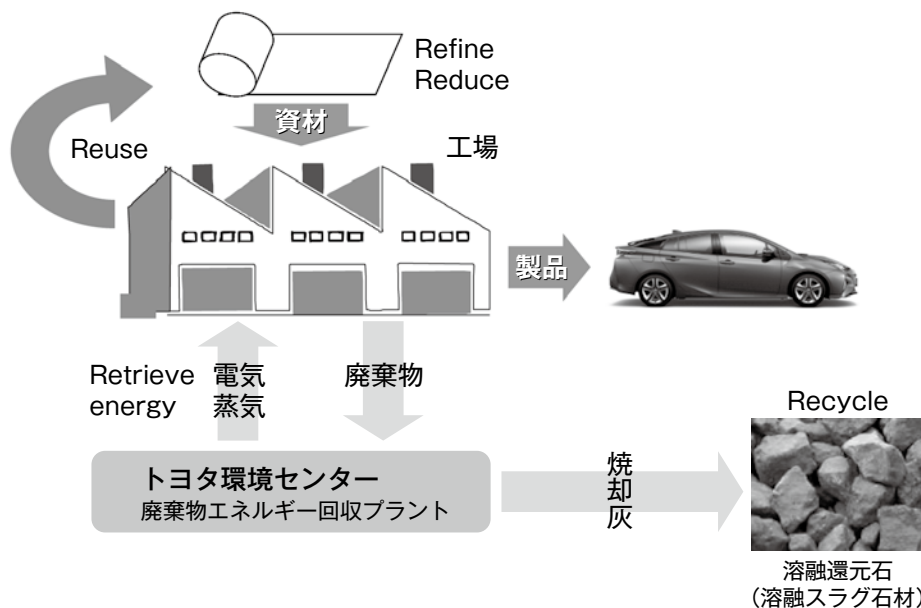 Refine
Reduce
資材
Reuse
工場
製品
Retrieve energy
電気
蒸気
廃棄物
Recycle
トヨタ環境センター
廃棄物エネルギー回収プラント
焼却灰
溶融還元石
（溶融スラグ石材）